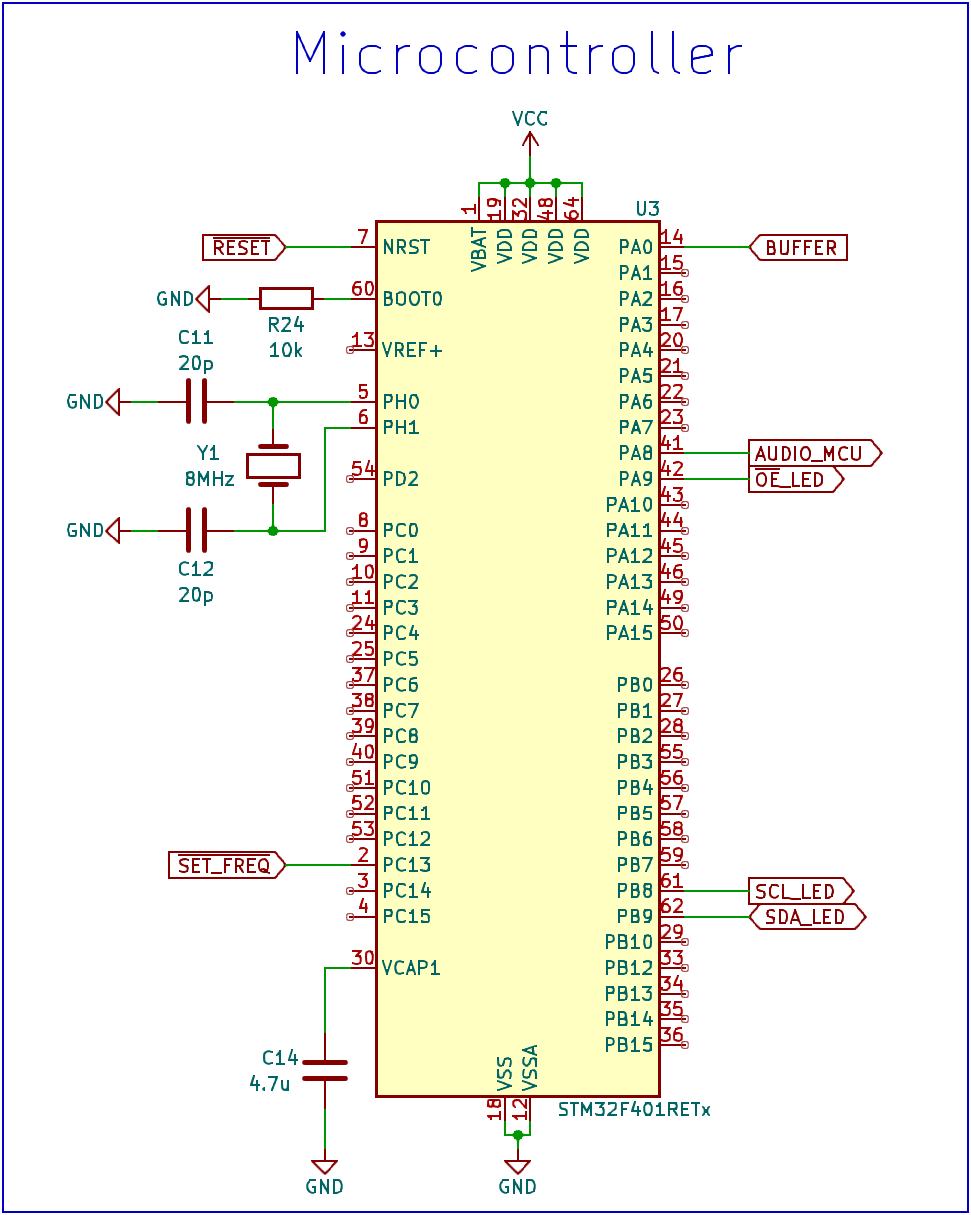 Microcontroller
VCC
1 19 32 48 64
U3
VBAT VDD VDD VDD VDD
RESET 7 NRST
PA0 14 BUFFER
PA1 15
GND R24 10k 60 BOOT0
PA2 16
PA3 17
13 VREF+
PA4 20
PA5 21
C11
20p
GND 5 PH0
PA6 22
6 PH1
PA7 23
Y1
8MHz
PA8 41 AUDIO_MCU
54 PD2
PA9 42 OE_LED
PA10 43
GND 8 PC0
PA11 44
C12
20p
9 PC1
PA12 45
10 PC2
PA13 46
11 PC3
PA14 49
24 PC4
PA15 50
25 PC5
37 PC6
PB0 26
38 PC7
PB1 27
39 PC8
PB2 28
40 PC9
PB3 55
51 PC10
PB4 56
52 PC11
PB5 57
53 PC12
PB6 58
SET_FREQ 2 PC13
PB7 59
3 PC14
PB8 61 SCL_LED
4 PC15
PB9 62 SDA_LED
PB10 29
30 VCAP1
PB12 33
PB13 34
PB14 35
PB15 36
C14
4.7u
VSS VSSA
18 12
STM32F401RETx
GND
GND